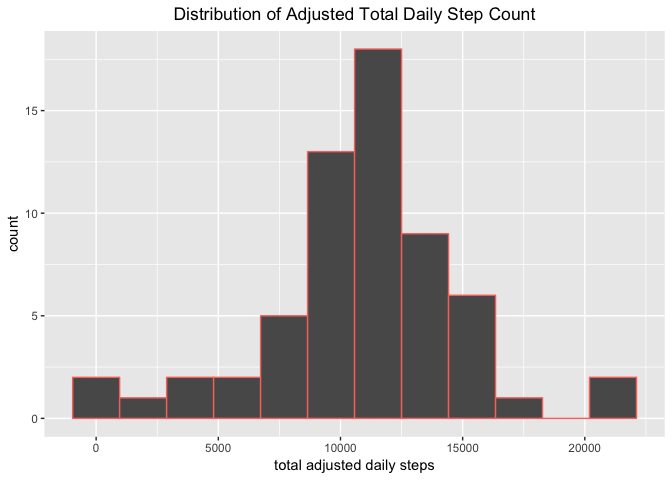 Distribution of Adjusted Total Daily Step Count
count
15
10
5
0
0 5000 10000 15000 20000
total adjusted daily steps